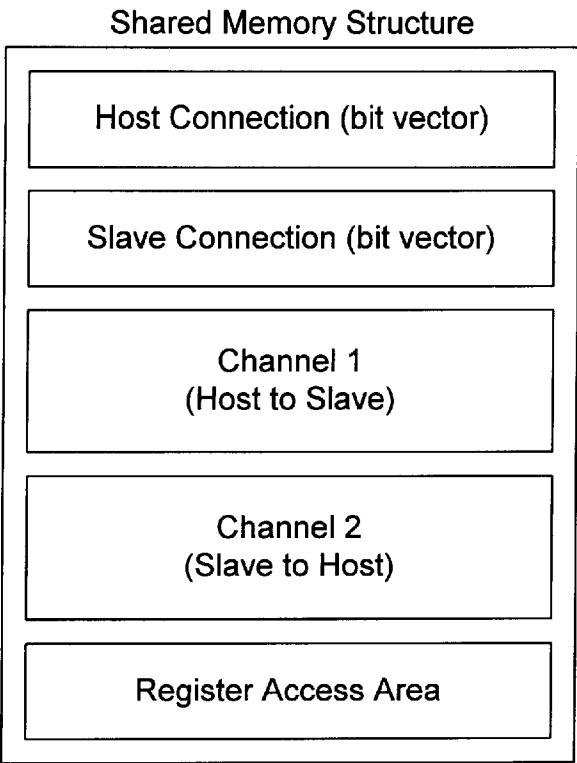 Shared Memory Structure
Host Connection (bit vector)
Slave Connection (bit vector)
Channel 1
(Host to Slave)
Channel 2
(Slave to Host)
Register Access Area